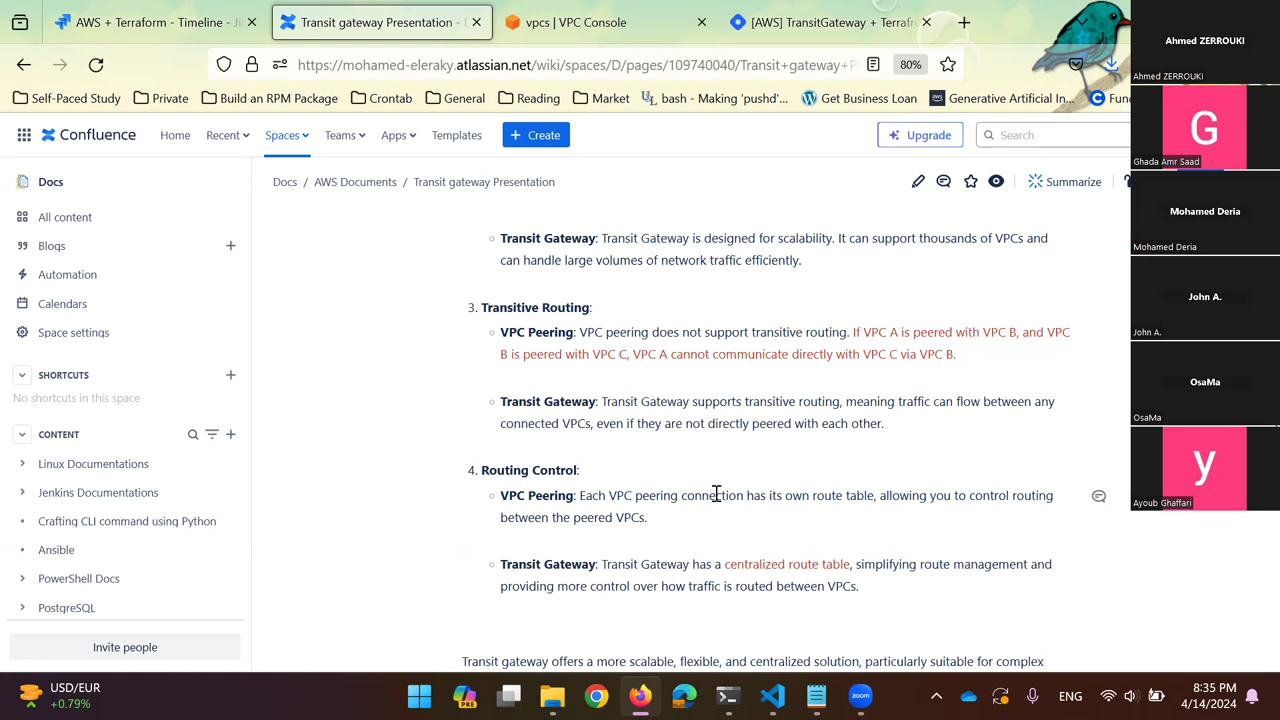 AWS + Terraform - Timeline - Ji
Transit gateway Presentation - D
vpcs | VPC Console
[AWS] TransitGateway + Terrafr
https://mohamed-eleraky.atlassian.net/wiki/spaces/D/pages/109740040/Transit+gateway+P
80%
Self-Paced Study
Private
Build an RPM Package
Crontab
General
Reading
Market
bash - Making 'pushd'...
Get Business Loan
Generative Artificial In...
Fun
Confluence
Home
Recent
Spaces
Teams
Apps
Templates
Create
Upgrade
Search
Docs
Docs / AWS Documents / Transit gateway Presentation
Summarize
All content
Blogs
Automation
Calendars
Space settings
SHORTCUTS
No shortcuts in this space
CONTENT
Linux Documentations
Jenkins Documentations
Crafting CLI command using Python
Ansible
PowerShell Docs
PostgreSQL
Invite people
Transit Gateway: Transit Gateway is designed for scalability. It can support thousands of VPCs and
can handle large volumes of network traffic efficiently.
3. Transitive Routing:
VPC Peering: VPC peering does not support transitive routing. If VPC A is peered with VPC B, and VPC
B is peered with VPC C, VPC A cannot communicate directly with VPC C via VPC B.
Transit Gateway: Transit Gateway supports transitive routing, meaning traffic can flow between any
connected VPCs, even if they are not directly peered with each other.
4. Routing Control:
VPC Peering: Each VPC peering connection has its own route table, allowing you to control routing
between the peered VPCs.
Transit Gateway: Transit Gateway has a centralized route table, simplifying route management and
providing more control over how traffic is routed between VPCs.
Transit gateway offers a more scalable, flexible, and centralized solution, particularly suitable for complex
Ahmed ZERROUKI
Ahmed ZERROUKI
G
Ghada Amr Saad
Mohamed Deria
Mohamed Deria
John A.
John A.
OsaMa
OsaMa
y
Ayoub Ghaffari
USD/EUR
+0.79%
PRE
zoom
ENG
8:35 PM
4/14/2024